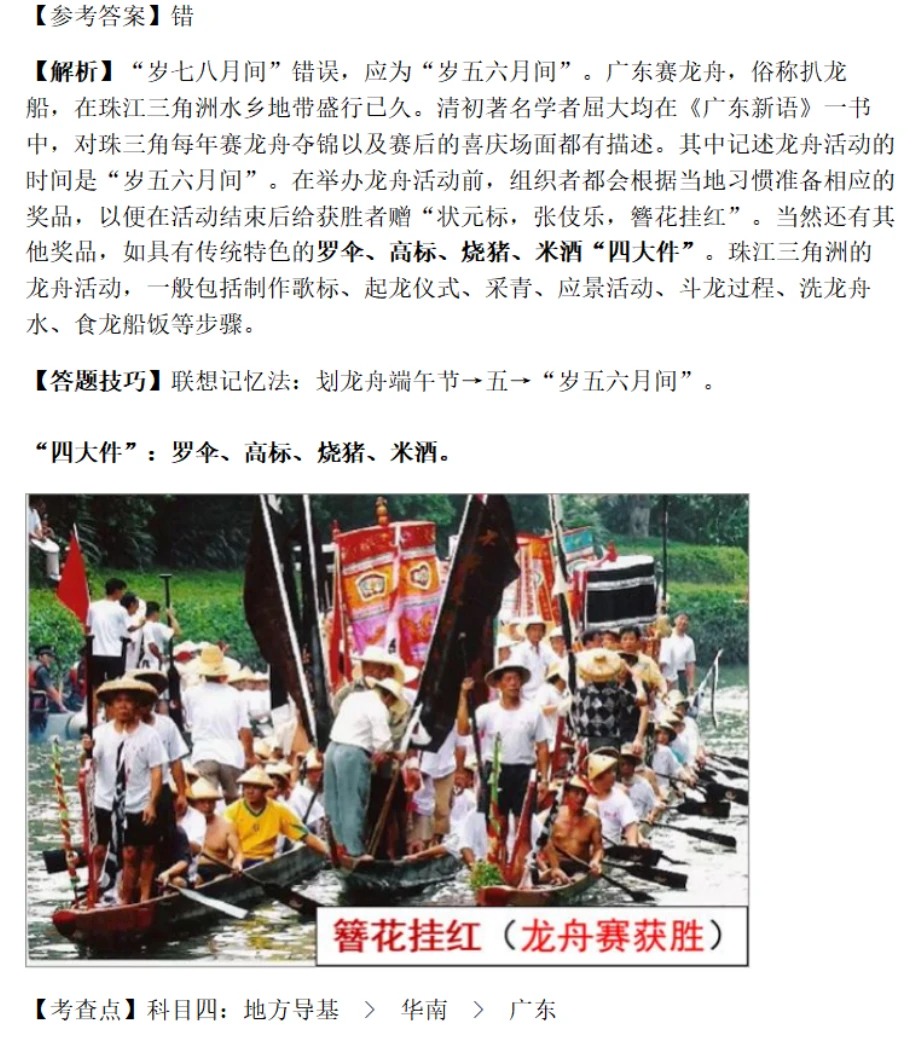 【参考答案】错
【解析】“岁七八月间”错误，应为“岁五六月间”。广东赛龙舟，俗称扒龙
船，在珠江三角洲水乡地带盛行已久。清初著名学者屈大均在《广东新语》一书
中，对珠三角每年赛龙舟夺锦以及赛后的喜庆场面都有描述。其中记述龙舟活动的
时间是“岁五六月间”。在举办龙舟活动前，组织者都会根据当地习惯准备相应的
奖品，以便在活动结束后给获胜者赠“状元标，张伎乐，簪花挂红”。当然还有其
他奖品，如具有传统特色的罗伞、高标、烧猪、米酒“四大件”。珠江三角洲的
龙舟活动，一般包括制作歌标、起龙仪式、采青、应景活动、斗龙过程、洗龙舟
水、食龙船饭等步骤。
【答题技巧】联想记忆法：划龙舟端午节→五→“岁五六月间”。
“四大件”：罗伞、高标、烧猪、米酒。
簪花挂红（龙舟赛获胜）
【考查点】科目四：地方导基 > 华南 > 广东